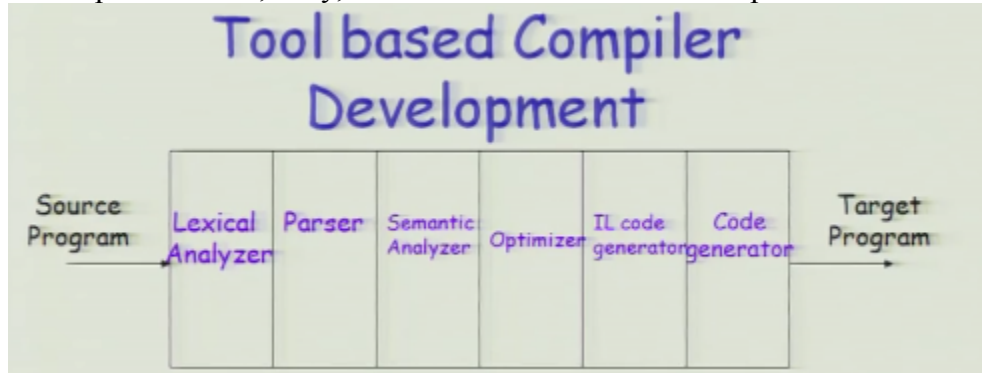 Tool based Compiler
Development
Source
Program
Lexical
Analyzer
Parser
Semantic
Analyzer
Optimizer
IL code
generator
Code
generator
Target
Program